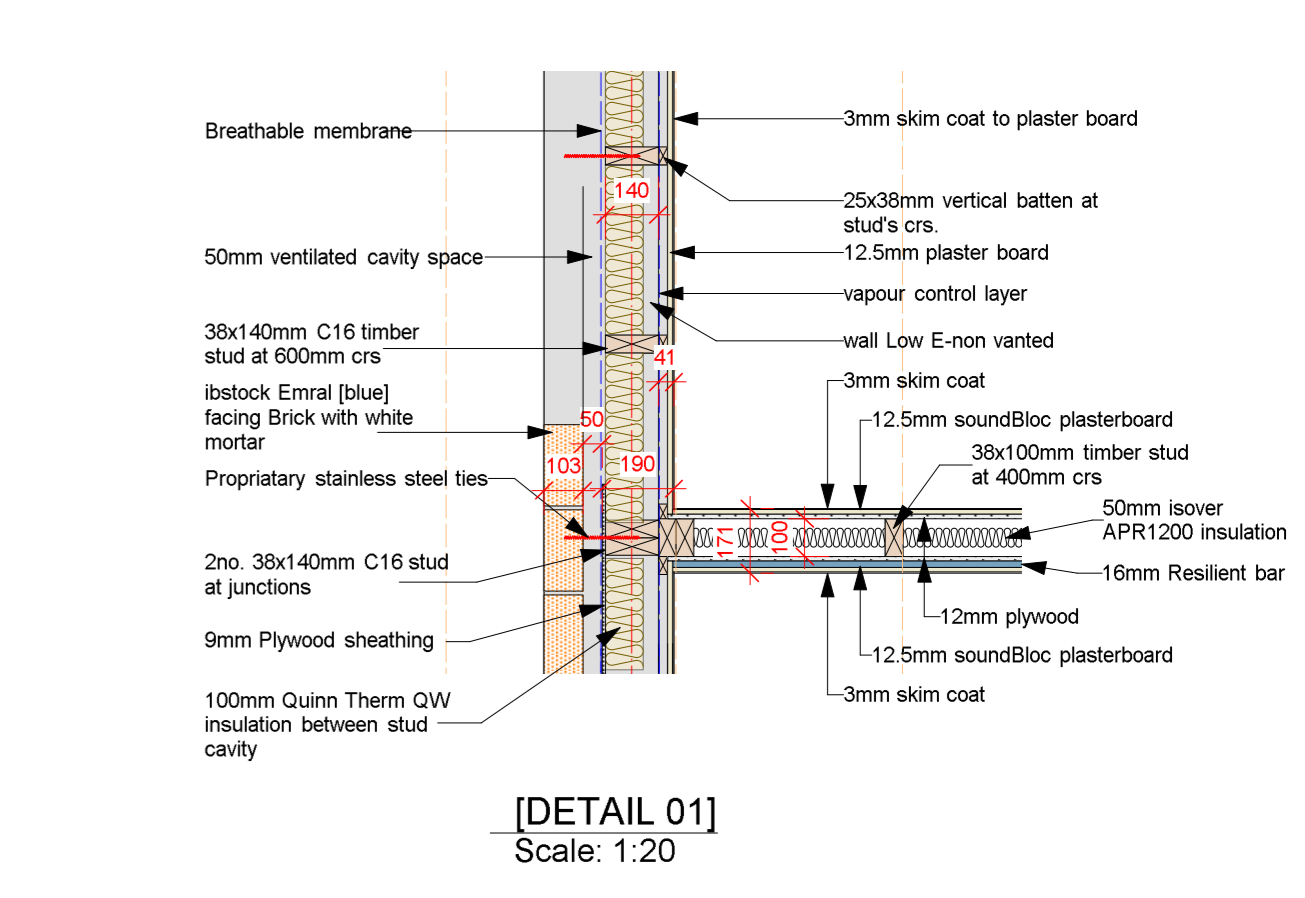 Breathable membrane
50mm ventilated cavity space
38x140mm C16 timber
stud at 600mm crs
ibstock Emral [blue]
facing Brick with white
mortar
Propriatary stainless steel ties
2no. 38x140mm C16 stud
at junctions
9mm Plywood sheathing
100mm Quinn Therm QW
insulation between stud
cavity
140
41
50
103
190
171
100
3mm skim coat to plaster board
25x38mm vertical batten at
stud's crs.
12.5mm plaster board
vapour control layer
wall Low E-non vanted
3mm skim coat
12.5mm soundBloc plasterboard
38x100mm timber stud
at 400mm crs
50mm isover
APR1200 insulation
16mm Resilient bar
12mm plywood
12.5mm soundBloc plasterboard
3mm skim coat
[DETAIL 01]
Scale: 1:20